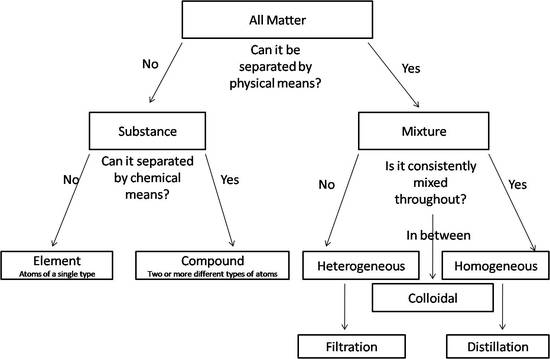 All Matter
Can it be
separated by
physical means?
No
Yes
Substance
Mixture
Can it separated
by chemical
means?
No
Yes
Is it consistently
mixed
throughout?
No
Yes
In between
Element
Atoms of a single type
Compound
Two or more different types of atoms
Heterogeneous
Homogeneous
Colloidal
Filtration
Distillation